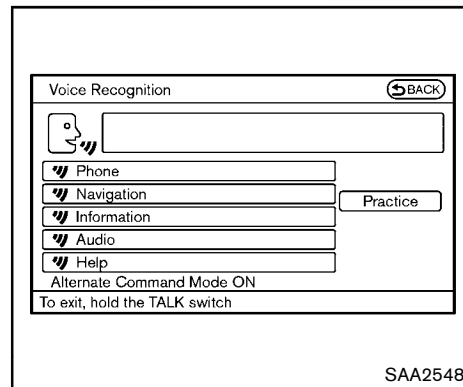 Voice Recognition
BACK
Phone
Navigation
Practice
Information
Audio
Help
Alternate Command Mode ON
To exit, hold the TALK switch
SAA2548